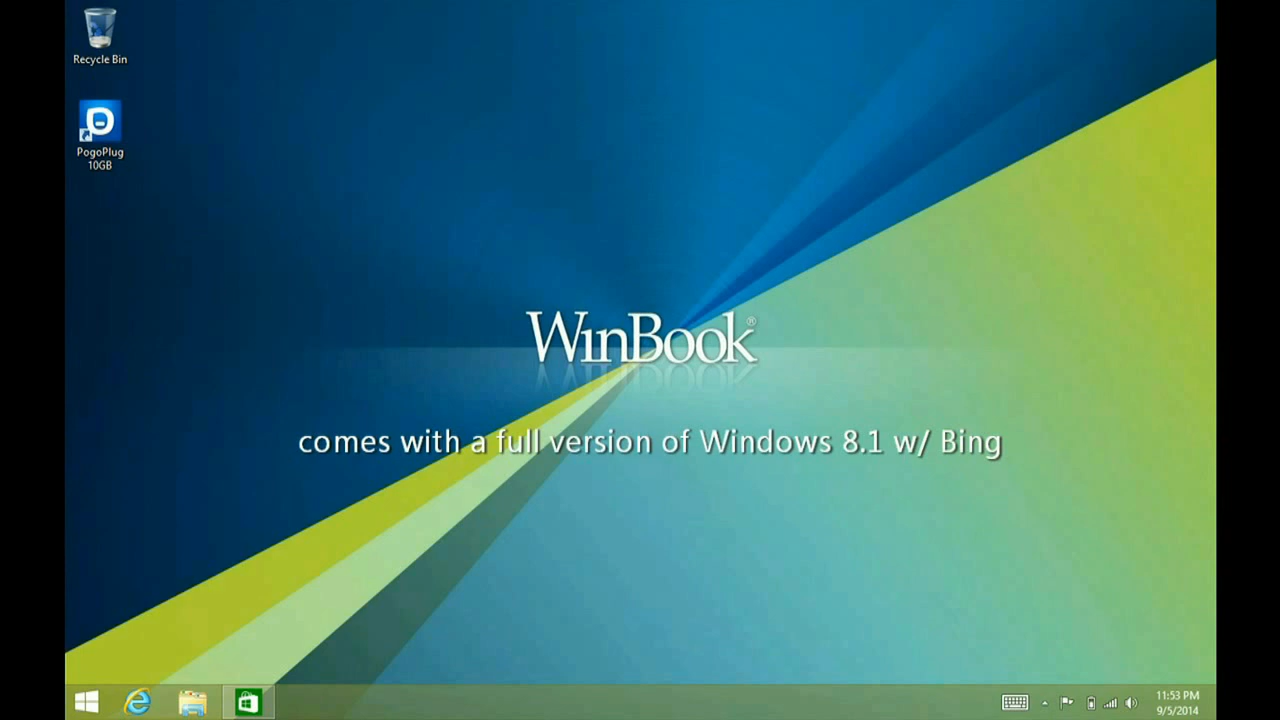 Recycle Bin
PogoPlug
10GB
WinBook®
comes with a full version of Windows 8.1 w/ Bing
11:53 PM
9/5/2014